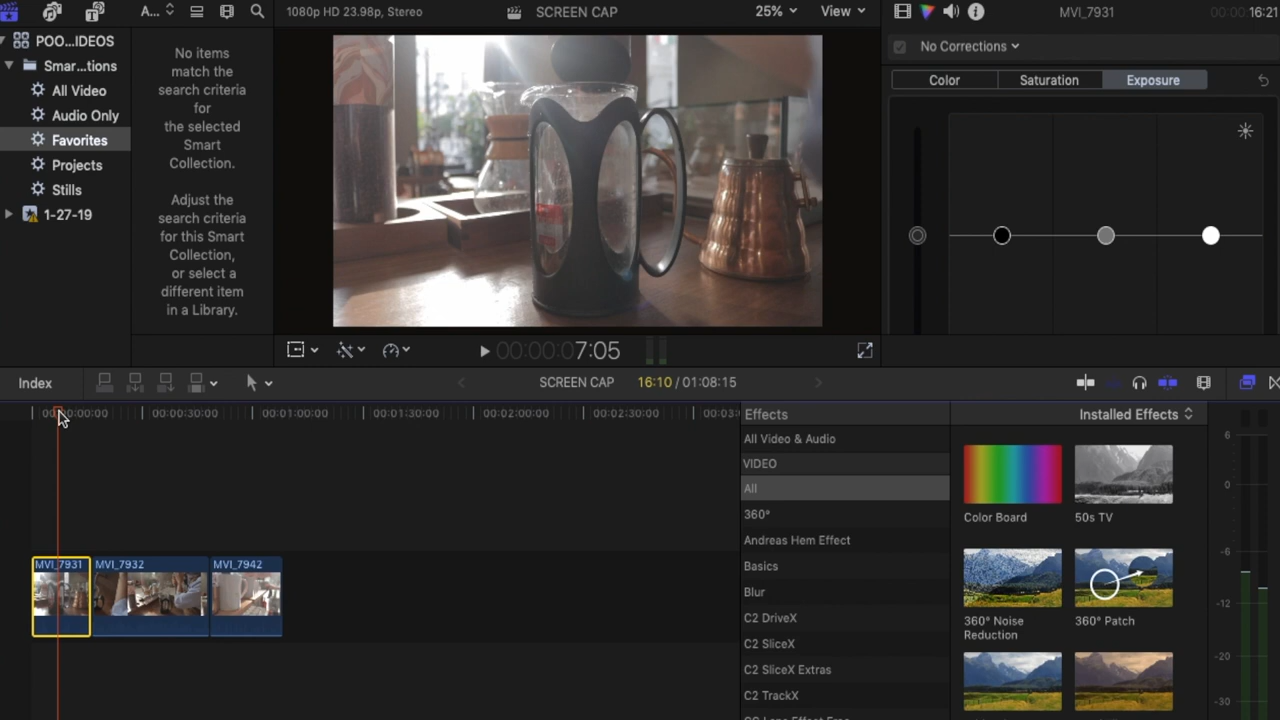 A...
1080p HD 23.98p, Stereo
SCREEN CAP
25%
View
MVI_7931
00:00:16:21
POO...IDEOS
Smar...tions
All Video
Audio Only
Favorites
Projects
Stills
1-27-19
No items
match the
search criteria
for
the selected
Smart
Collection.
Adjust the
search criteria
for this Smart
Collection,
or select a
different item
in a Library.
No Corrections
Color
Saturation
Exposure
00:00:07:05
Index
SCREEN CAP
16:10 / 01:08:15
00:00:00:00
00:00:30:00
00:01:00:00
00:01:30:00
00:02:00:00
00:02:30:00
00:03:
MVI_7931
MVI_7932
MVI_7942
Effects
Installed Effects
All Video & Audio
VIDEO
All
360°
Andreas Hem Effect
Basics
Blur
C2 DriveX
C2 SliceX
C2 SliceX Extras
C2 TrackX
Color Board
50s TV
360° Noise
Reduction
360° Patch
6
0
-6
-12
-20
-30